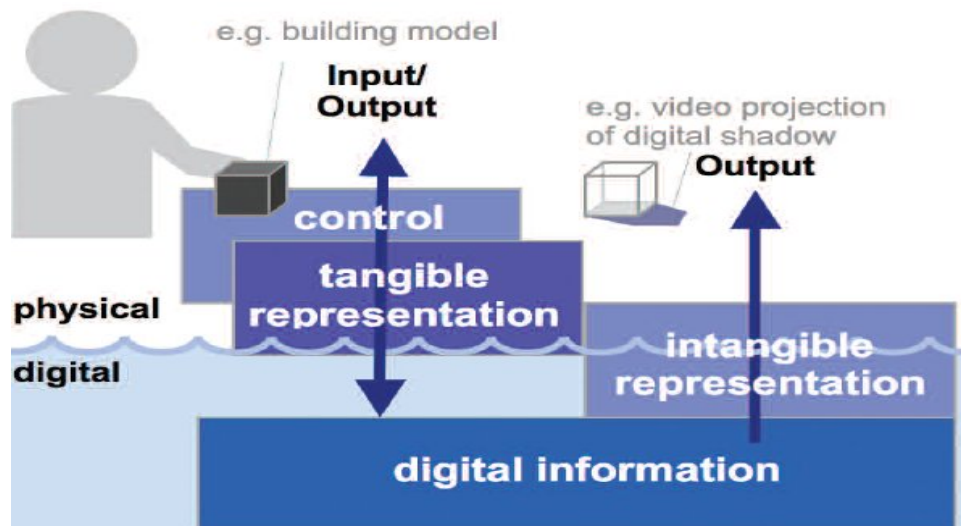 e.g. building model
Input/
Output
e.g. video projection
of digital shadow
Output
control
tangible
representation
physical
digital
intangible
representation
digital information